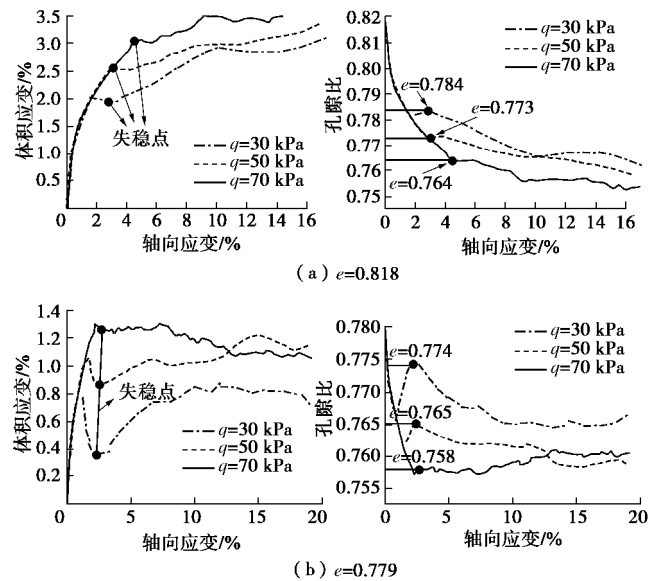 体积应变/%
3.5
3.0
2.5
2.0
1.5
1.0
0.5
0 2 4 6 8 10 12 14 16
轴向应变/%
失稳点
q=30 kPa
q=50 kPa
q=70 kPa
孔隙比
0.82
0.81
0.80
0.79
0.78
0.77
0.76
0.75
0 2 4 6 8 10 12 14 16
轴向应变/%
q=30 kPa
q=50 kPa
q=70 kPa
e=0.784
e=0.773
e=0.764
(a) e=0.818
体积应变/%
1.4
1.2
1.0
0.8
0.6
0.4
0.2
0 5 10 15 20
轴向应变/%
失稳点
q=30 kPa
q=50 kPa
q=70 kPa
孔隙比
0.780
0.775
0.770
0.765
0.760
0.755
0 5 10 15 20
轴向应变/%
q=30 kPa
q=50 kPa
q=70 kPa
e=0.774
e=0.765
e=0.758
(b) e=0.779